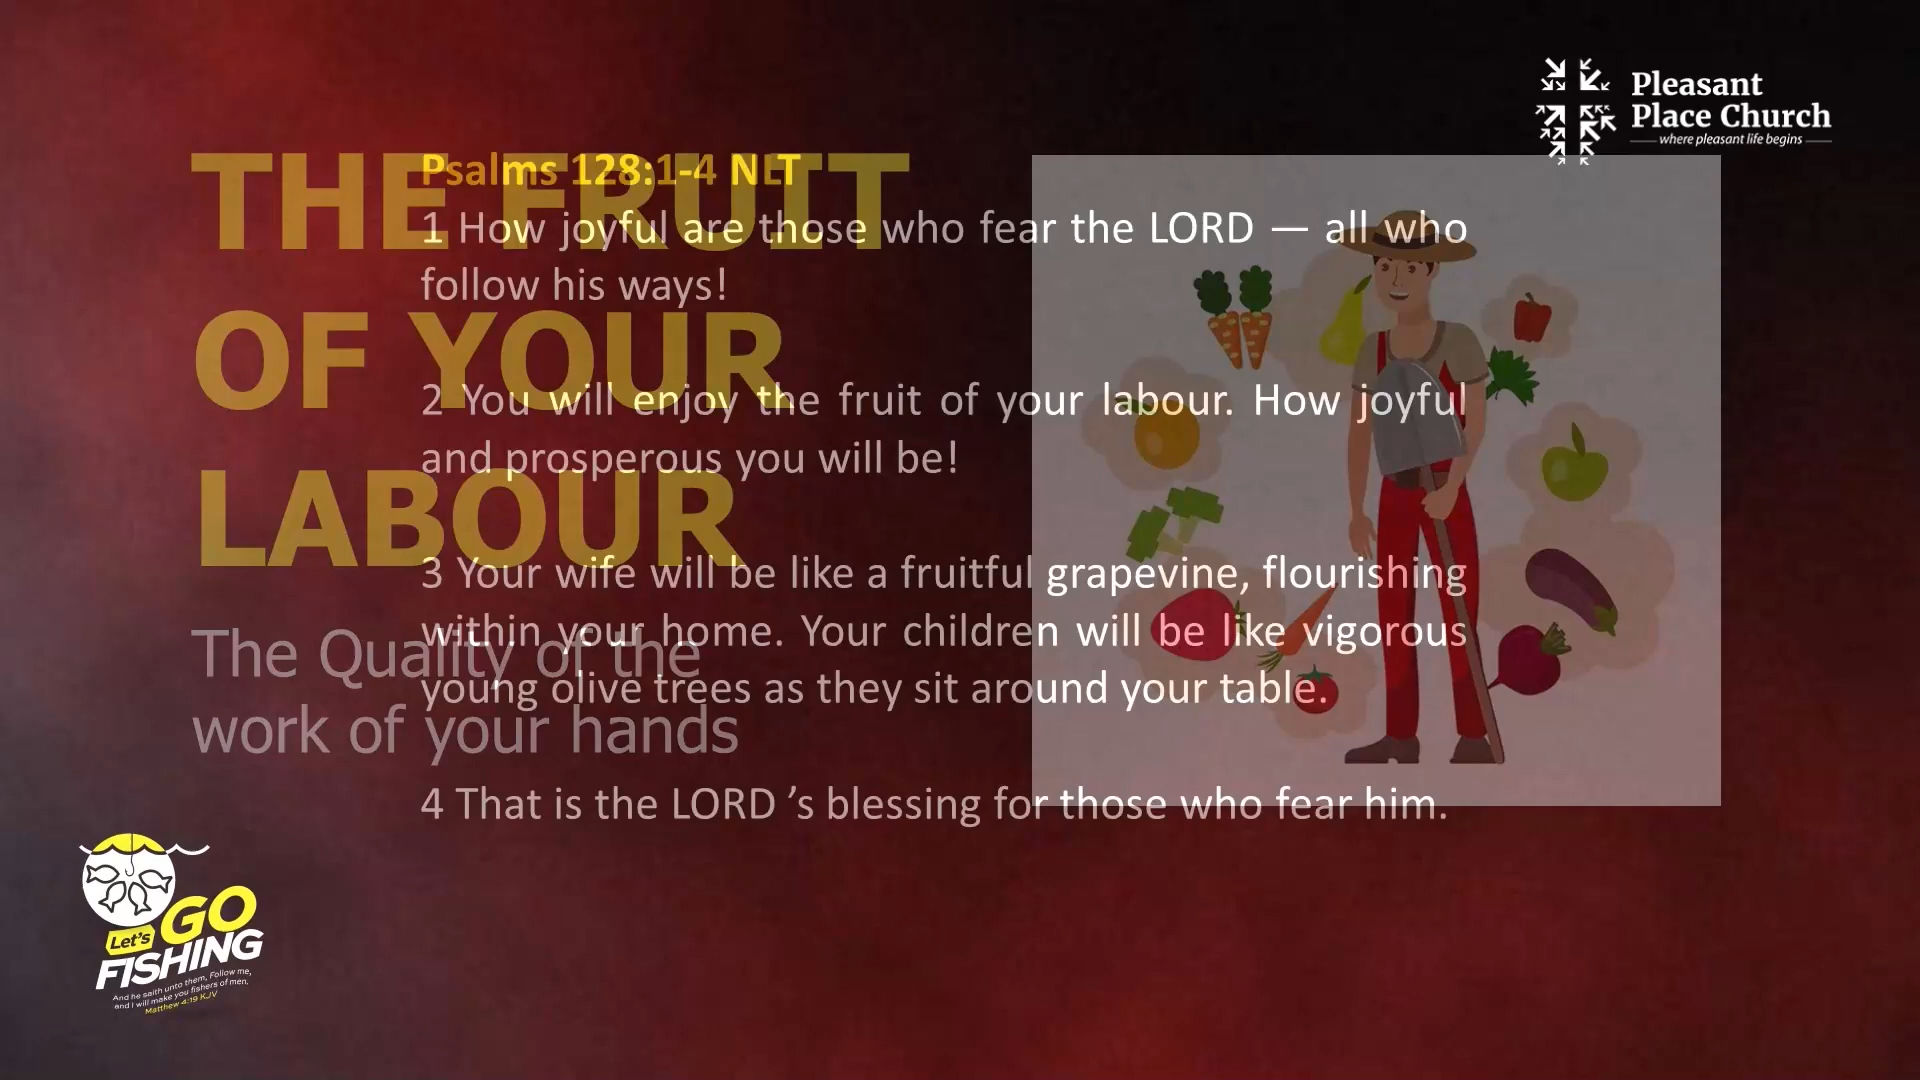 Pleasant
Place Church
where pleasant life begins
THE FRUIT
OF YOUR
LABOUR
The Quality of the
work of your hands
Psalms 128:1-4 NLT
1 How joyful are those who fear the LORD — all who
follow his ways!
2 You will enjoy the fruit of your labour. How joyful
and prosperous you will be!
3 Your wife will be like a fruitful grapevine, flourishing
within your home. Your children will be like vigorous
young olive trees as they sit around your table.
4 That is the LORD ’s blessing for those who fear him.
Let's
GO
FISHING
And he saith unto them, Follow me,
and I will make you fishers of men,
Matthew 4:19 KJV